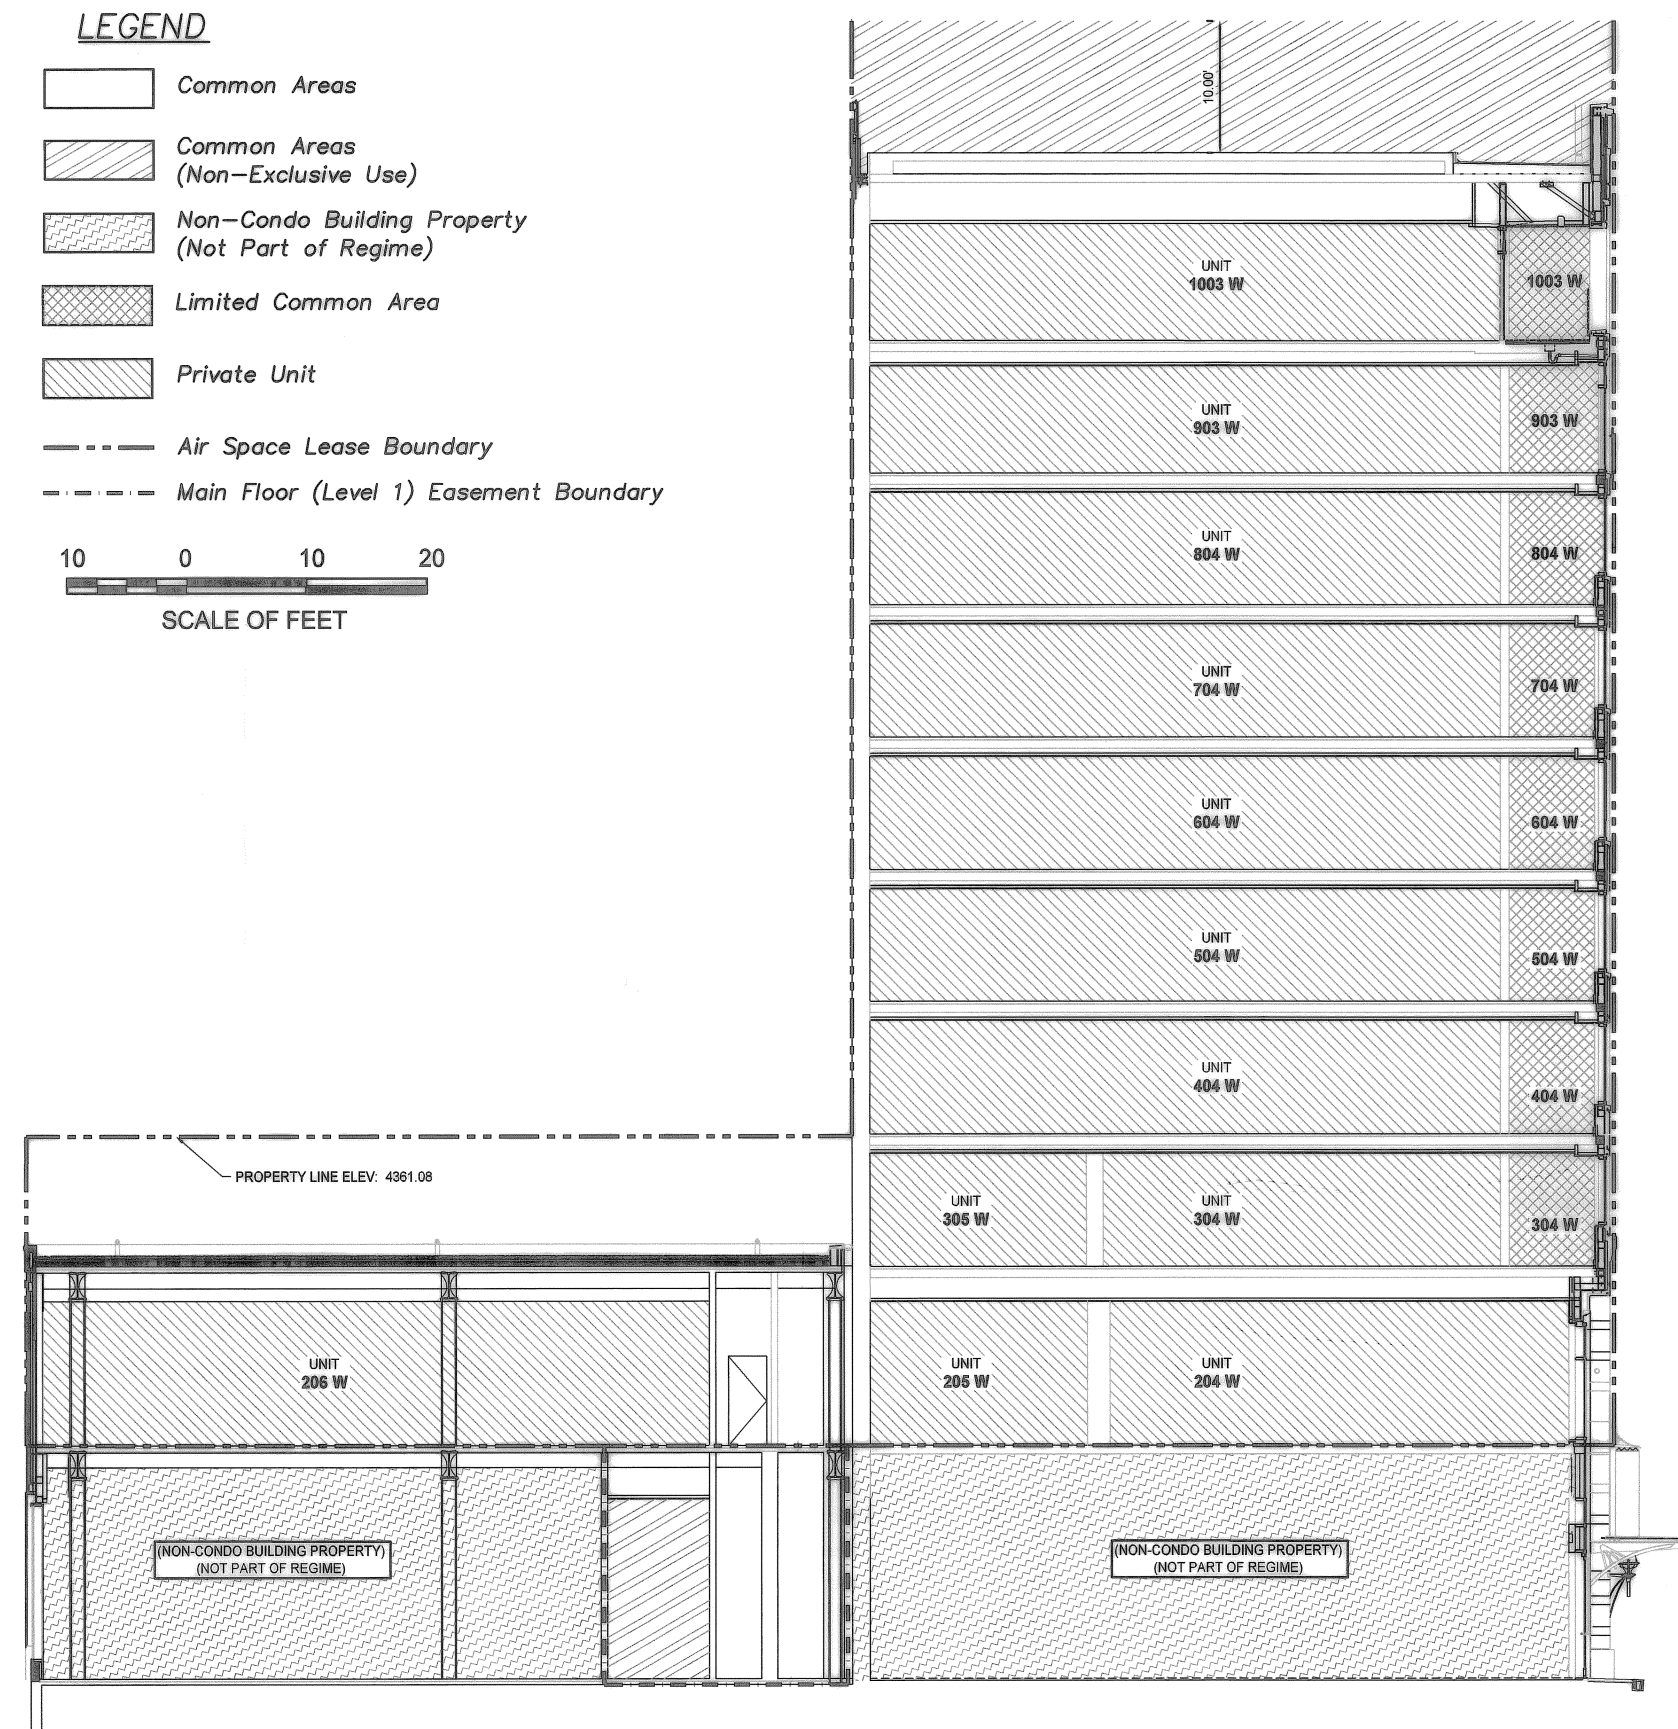 LEGEND
Common Areas
Common Areas
(Non-Exclusive Use)
Non-Condo Building Property
(Not Part of Regime)
Limited Common Area
Private Unit
Air Space Lease Boundary
Main Floor (Level 1) Easement Boundary
10 0 10 20
SCALE OF FEET
10.00'
UNIT
1003 W
1003 W
UNIT
903 W
903 W
UNIT
804 W
804 W
UNIT
704 W
704 W
UNIT
604 W
604 W
UNIT
504 W
504 W
UNIT
404 W
404 W
PROPERTY LINE ELEV: 4361.08
UNIT
305 W
UNIT
304 W
304 W
UNIT
206 W
UNIT
205 W
UNIT
204 W
(NON-CONDO BUILDING PROPERTY)
(NOT PART OF REGIME)
(NON-CONDO BUILDING PROPERTY)
(NOT PART OF REGIME)